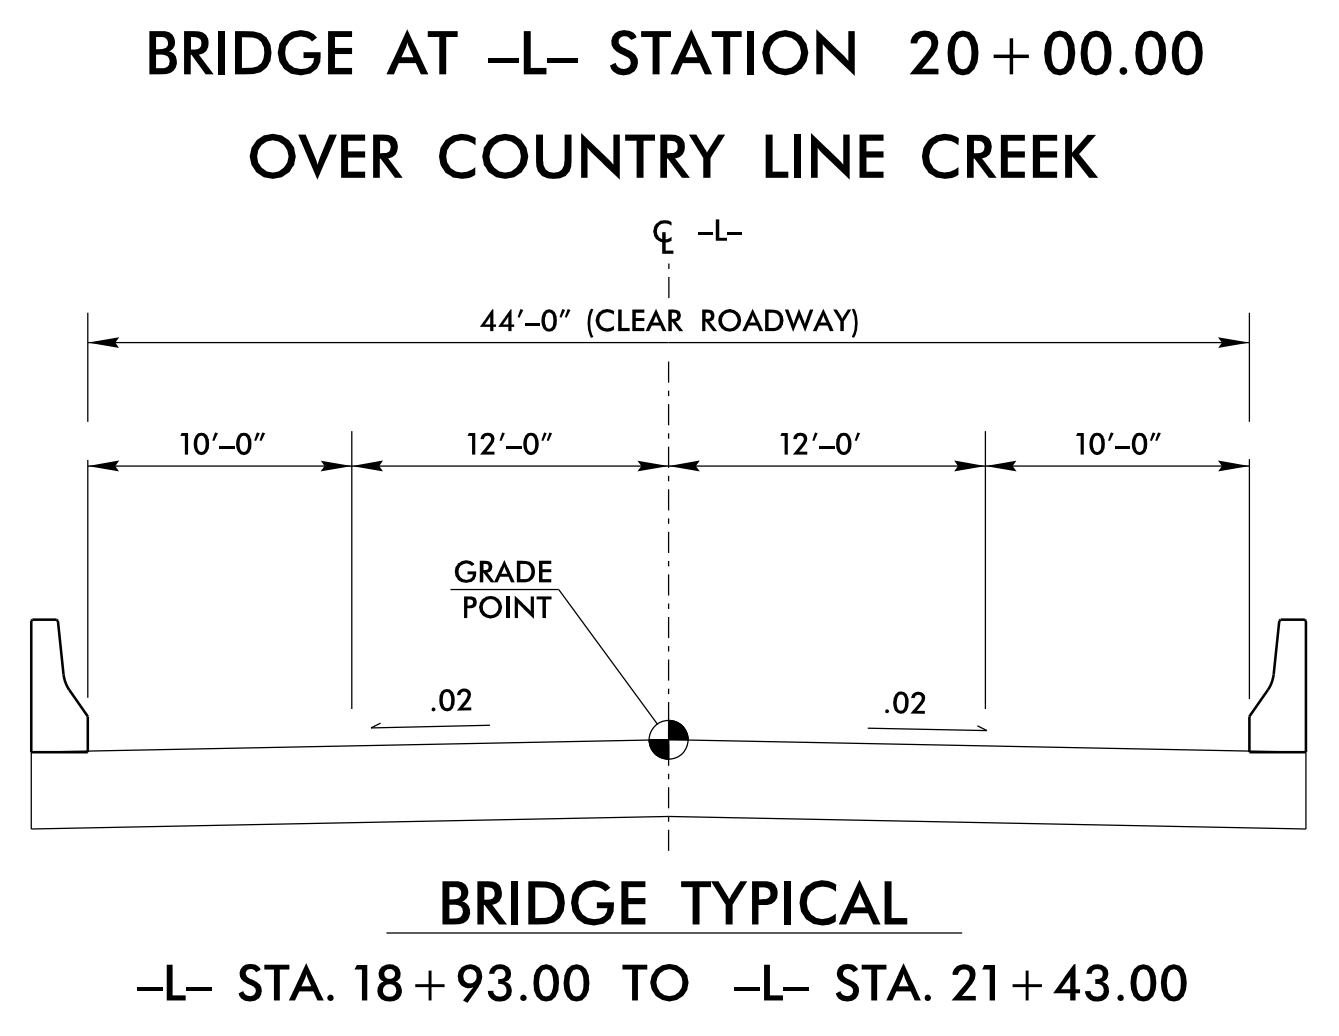 BRIDGE AT –L– STATION 20+00.00
OVER COUNTRY LINE CREEK
℄ –L–
44'–0" (CLEAR ROADWAY)
10'–0" 12'–0" 12'–0' 10'–0"
GRADE
POINT
.02 .02
BRIDGE TYPICAL
–L– STA. 18+93.00 TO –L– STA. 21+43.00